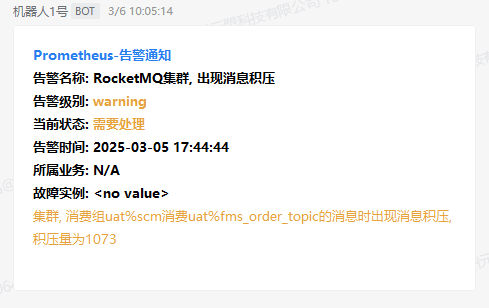 机器人1号 BOT 3/6 10:05:14
Prometheus-告警通知
告警名称: RocketMQ集群, 出现消息积压
告警级别: warning
当前状态: 需要处理
告警时间: 2025-03-05 17:44:44
所属业务: N/A
故障实例: <no value>
集群, 消费组uat%scm消费uat%fms_order_topic的消息时出现消息积压,
积压量为1073